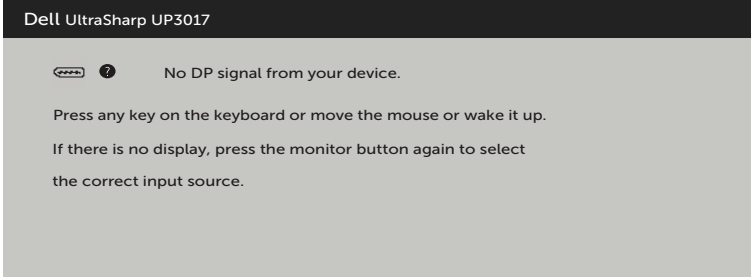 Dell UltraSharp UP3017
? No DP signal from your device.
Press any key on the keyboard or move the mouse or wake it up.
If there is no display, press the monitor button again to select
the correct input source.